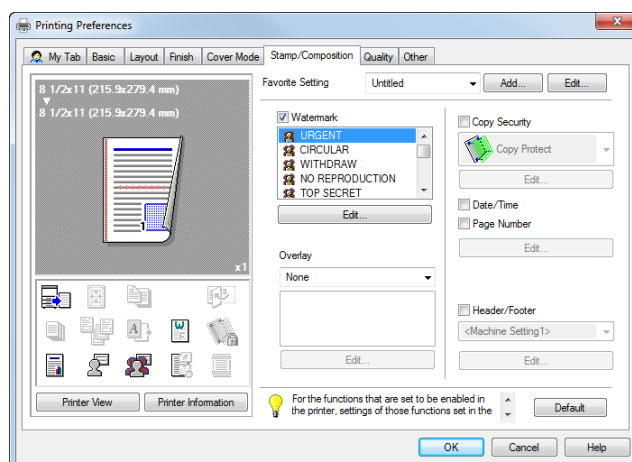 Printing Preferences
My Tab Basic Layout Finish Cover Mode Stamp/Composition Quality Other
8 1/2x11 (215.9x279.4 mm)
8 1/2x11 (215.9x279.4 mm)
x1
Printer View Printer Information
Favorite Setting Untitled Add... Edit...
Watermark
URGENT
CIRCULAR
WITHDRAW
NO REPRODUCTION
TOP SECRET
Edit...
Overlay
None
Edit...
Copy Security
Copy Protect
Edit...
Date/Time
Page Number
Edit...
Header/Footer
<Machine Setting1>
Edit...
For the functions that are set to be enabled in
the printer, settings of those functions set in the
Default
OK Cancel Help